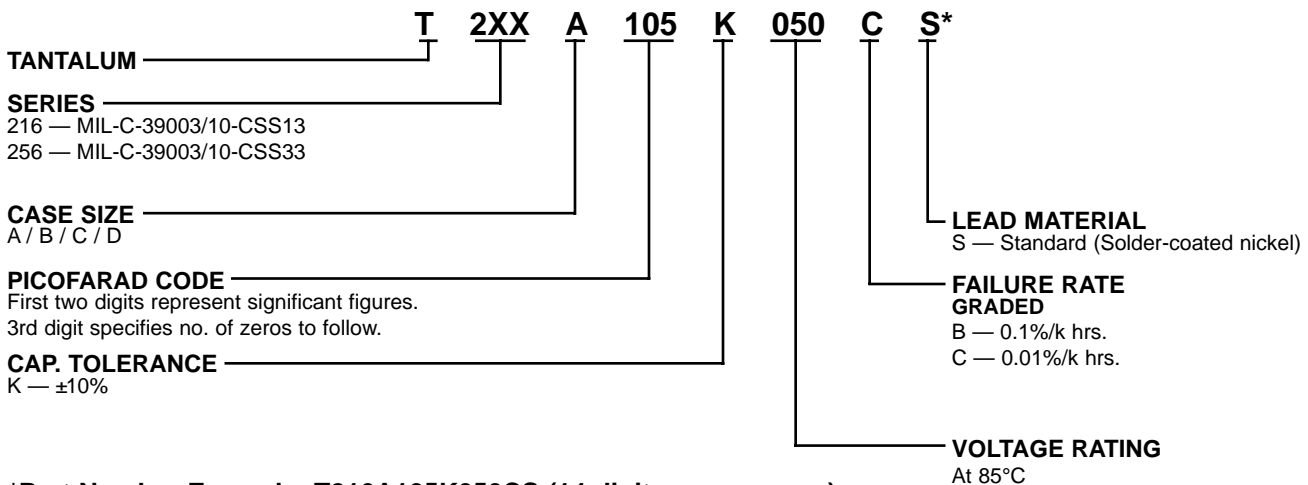 T 2XX A 105 K 050 C S*
TANTALUM
SERIES
216 — MIL-C-39003/10-CSS13
256 — MIL-C-39003/10-CSS33
CASE SIZE
A / B / C / D
PICOFARAD CODE
First two digits represent significant figures.
3rd digit specifies no. of zeros to follow.
CAP. TOLERANCE
K — ±10%
LEAD MATERIAL
S — Standard (Solder-coated nickel)
FAILURE RATE
GRADED
B — 0.1%/k hrs.
C — 0.01%/k hrs.
VOLTAGE RATING
At 85°C